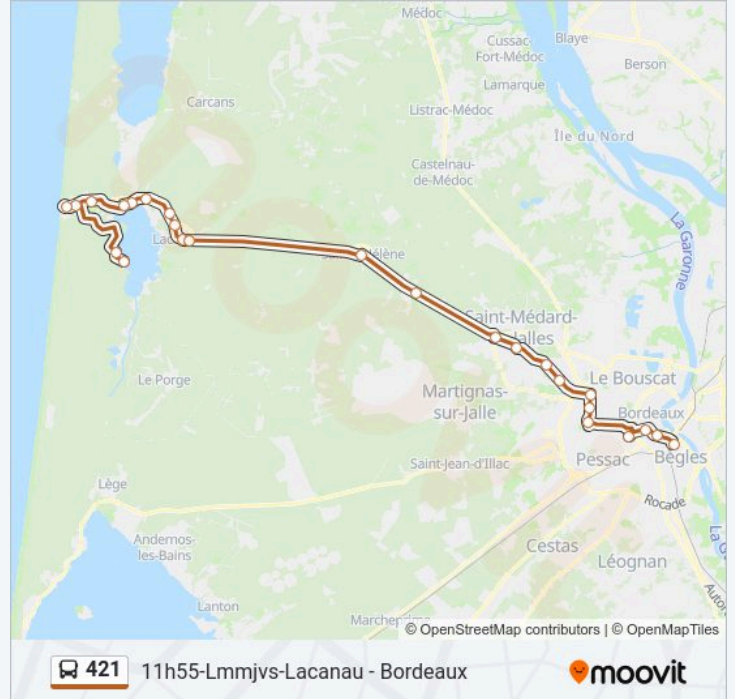 Médoc
Cussac-
Fort-Médoc
Blaye
Berson
Lamarque
Carcans
Listrac-Médoc
Île du Nord
Castelnau-
de-Médoc
La Garonne
Saint-Médard-
Le Porge
Le Bouscat
Martignas-
sur-Jalle
Bordeaux
Saint-Jean-d'Illac
Pessac
Bègles
Lège
Rocade
Andernos-
les-Bains
Cestas
Léognan
Lanton
© OpenStreetMap contributors | © OpenMapTiles
421 11h55-Lmmjvs-Lacanau - Bordeaux
moovit